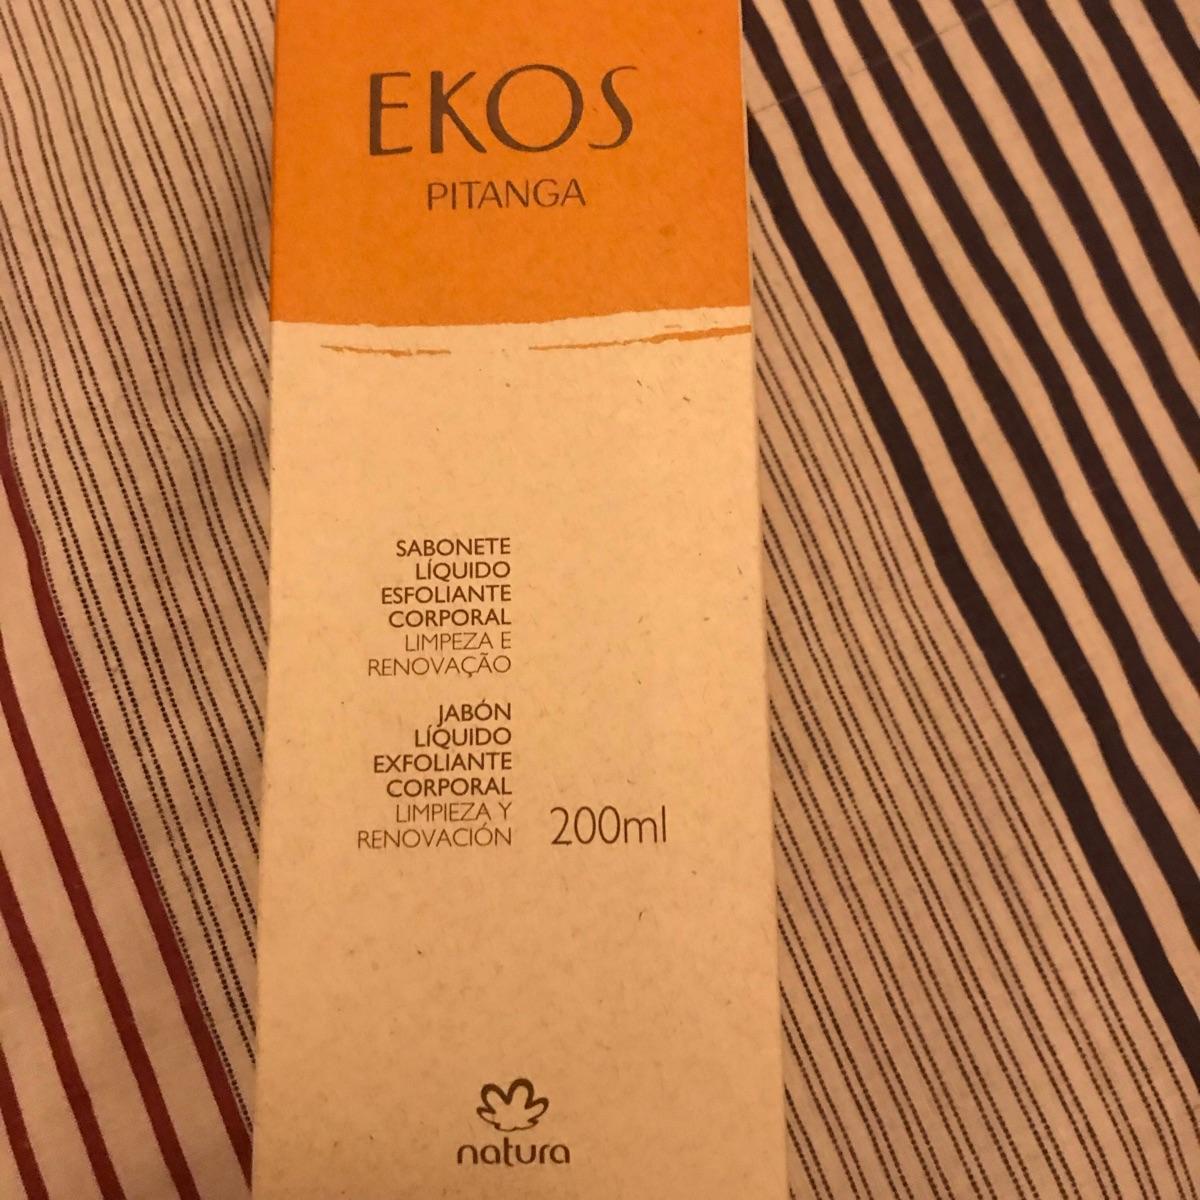 EKOS
PITANGA
SABONETE
LÍQUIDO
ESFOLIANTE
CORPORAL
LIMPEZA E
RENOVAÇÃO
JABÓN
LÍQUIDO
EXFOLIANTE
CORPORAL
LIMPIEZA Y
RENOVACIÓN
200ml
natura